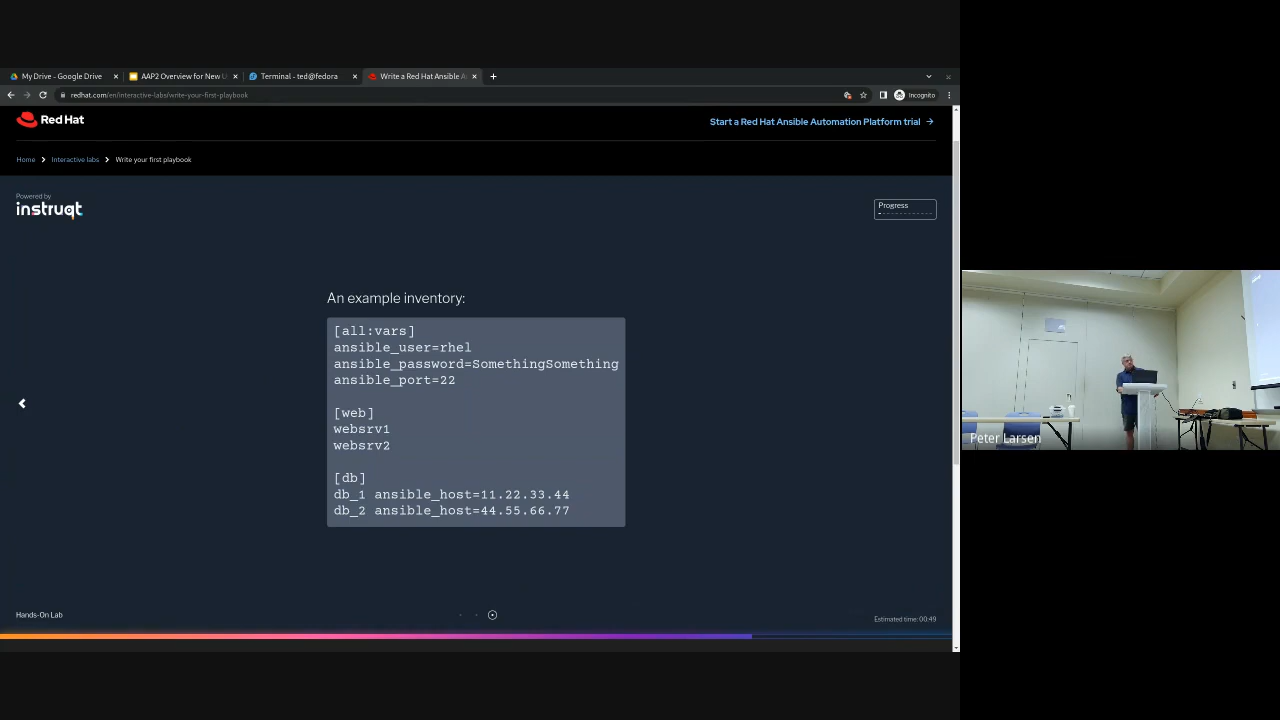 My Drive - Google Drive
AAP2 Overview for New U
Terminal - ted@fedora
Write a Red Hat Ansible A
redhat.com/en/interactive-labs/write-your-first-playbook
Incognito
Red Hat
Start a Red Hat Ansible Automation Platform trial
Home
Interactive labs
Write your first playbook
Powered by
instruqt
Progress
An example inventory:
[all:vars]
ansible_user=rhel
ansible_password=SomethingSomething
ansible_port=22
[web]
websrv1
websrv2
[db]
db_1 ansible_host=11.22.33.44
db_2 ansible_host=44.55.66.77
Peter Larsen
Hands-On Lab
Estimated time: 00:49